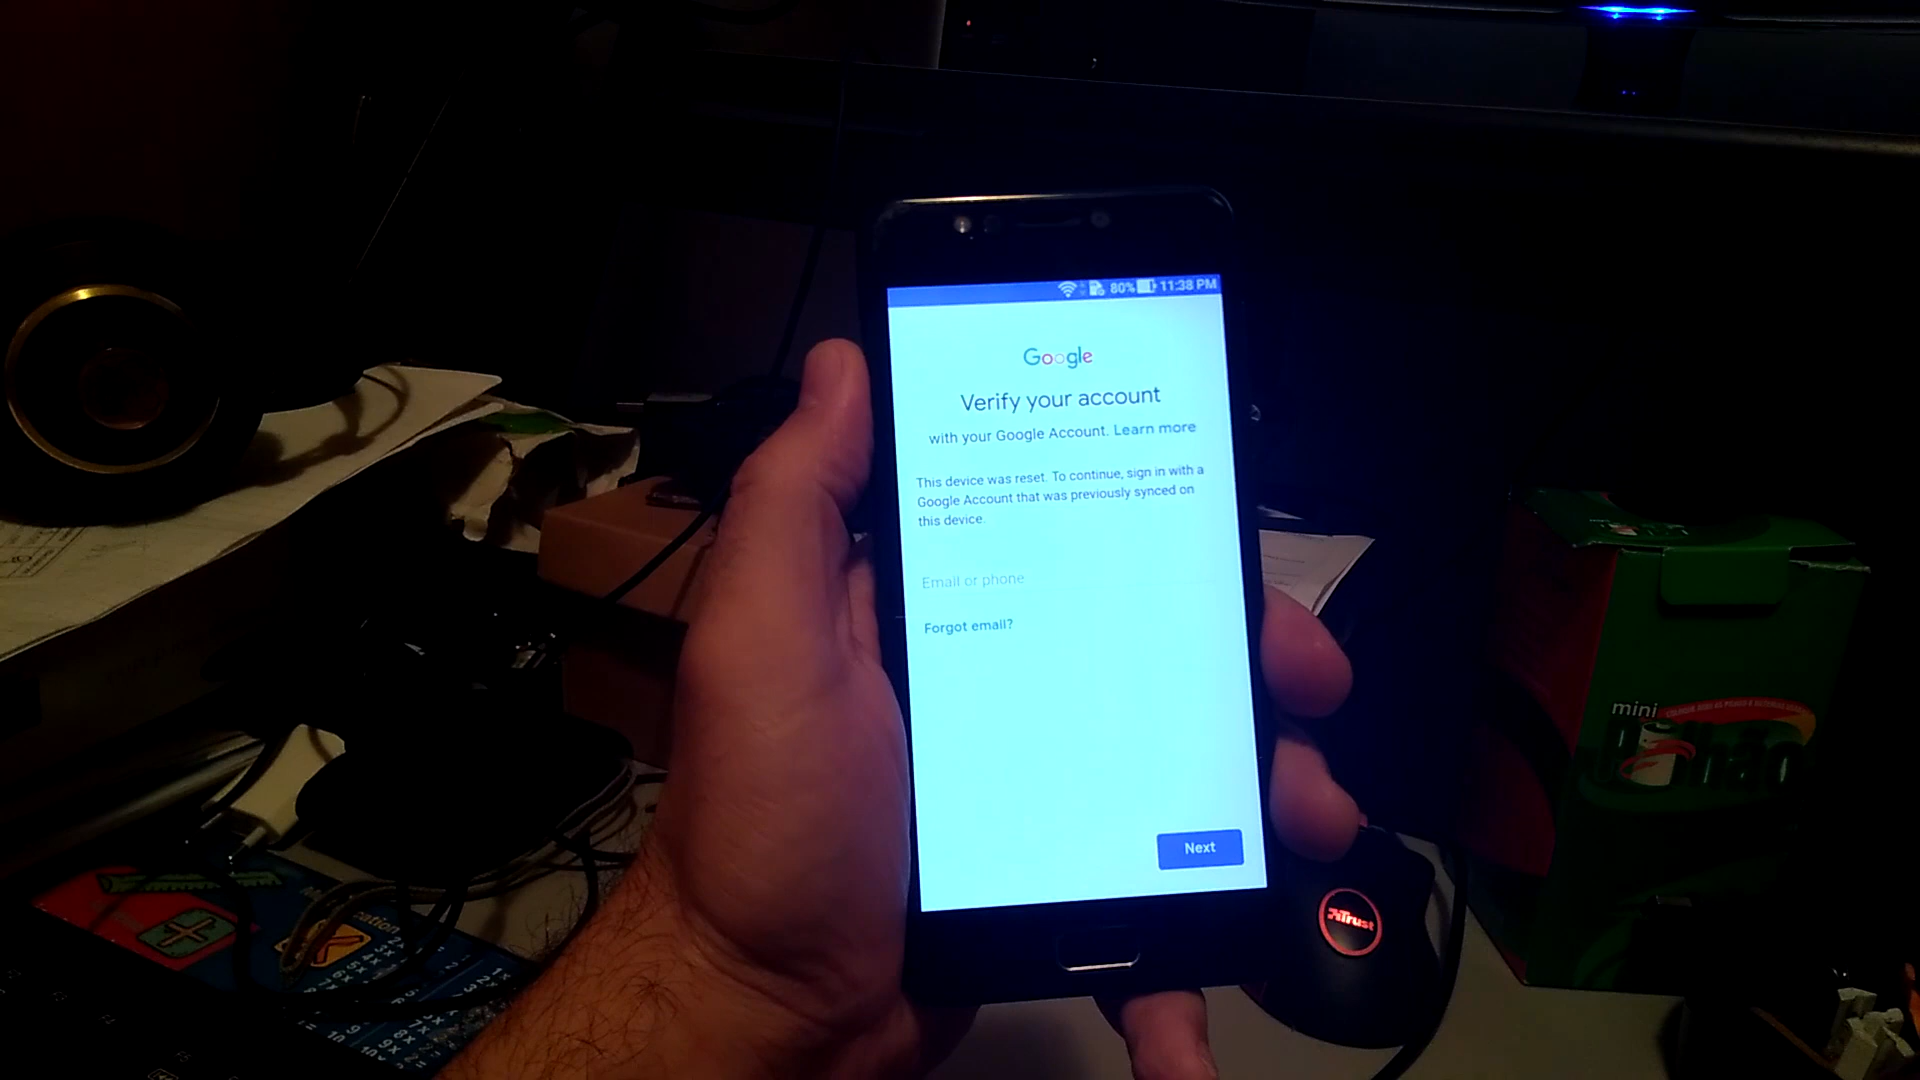 80% 11:38 PM
Google
Verify your account
with your Google Account. Learn more
This device was reset. To continue, sign in with a
Google Account that was previously synced on
this device.
Email or phone
Forgot email?
Next
Trust
mini